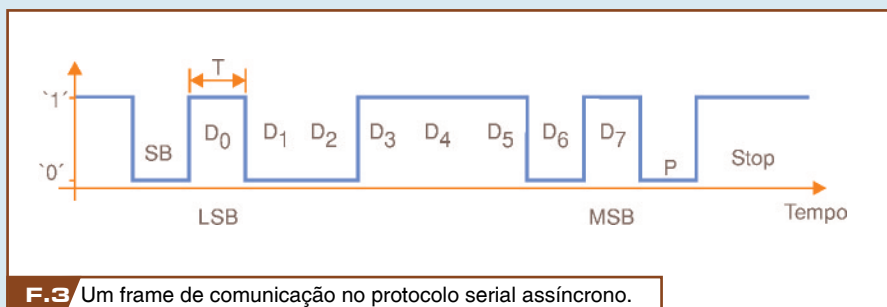 T
`1´
D0 D1 D2 D3 D4 D5 D6 D7
SB P Stop
`0´
LSB MSB Tempo
F.3 Um frame de comunicação no protocolo serial assíncrono.